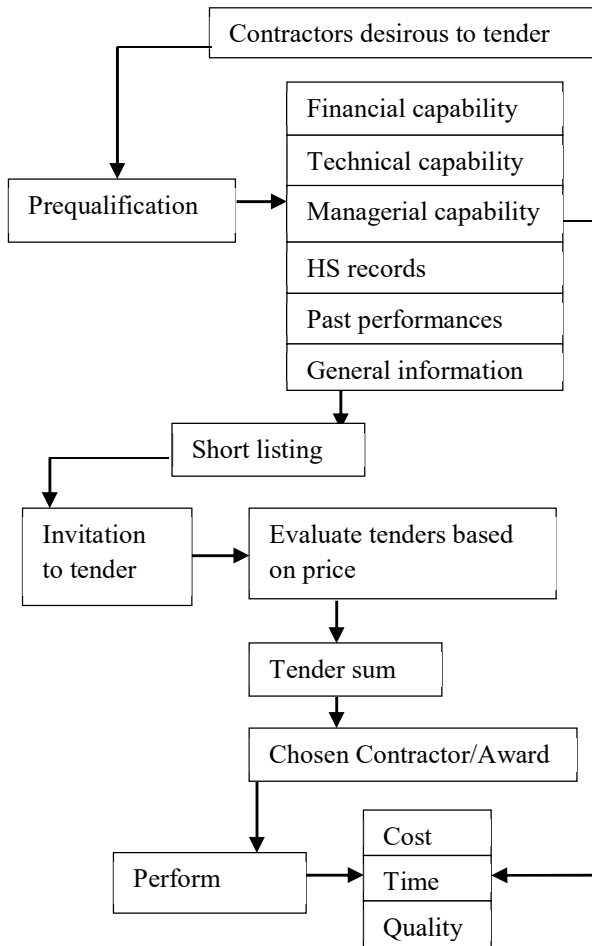 Contractors desirous to tender
Financial capability
Technical capability
Prequalification
Managerial capability
HS records
Past performances
General information
Short listing
Invitation
to tender
Evaluate tenders based
on price
Tender sum
Chosen Contractor/Award
Perform
Cost
Time
Quality